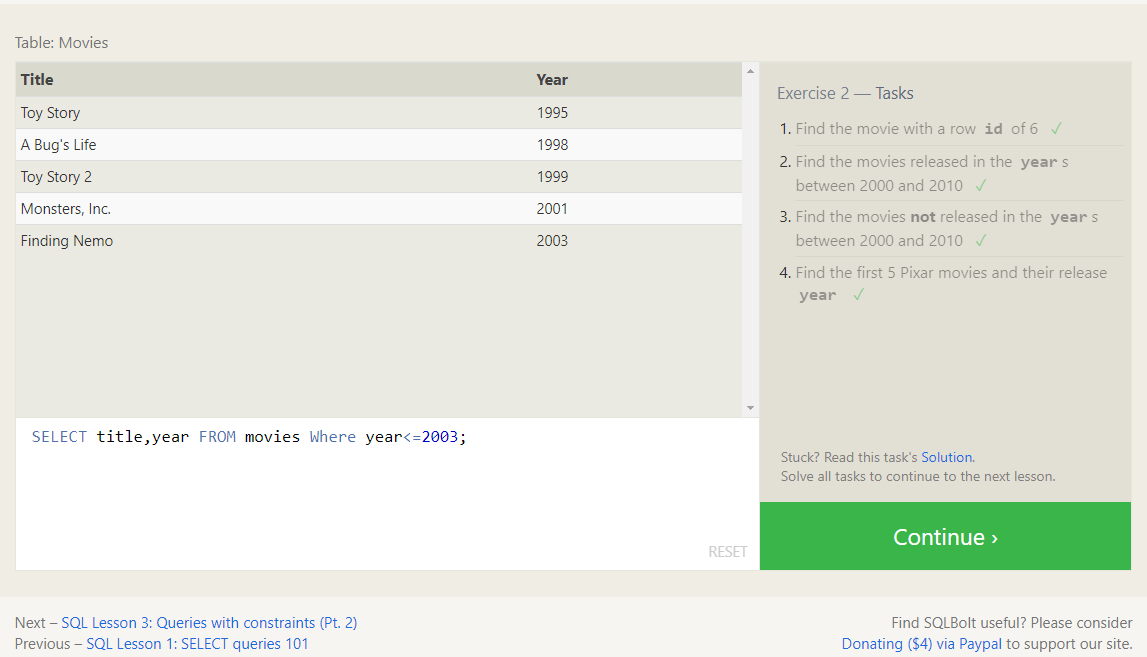 Table: Movies
Title Year
Toy Story 1995
A Bug's Life 1998
Toy Story 2 1999
Monsters, Inc. 2001
Finding Nemo 2003
SELECT title,year FROM movies Where year<=2003;
RESET
Exercise 2 — Tasks
1. Find the movie with a row id of 6 ✓
2. Find the movies released in the year s
between 2000 and 2010 ✓
3. Find the movies not released in the year s
between 2000 and 2010 ✓
4. Find the first 5 Pixar movies and their release
year ✓
Stuck? Read this task's Solution.
Solve all tasks to continue to the next lesson.
Continue ›
Next – SQL Lesson 3: Queries with constraints (Pt. 2)
Previous – SQL Lesson 1: SELECT queries 101
Find SQLBolt useful? Please consider
Donating ($4) via Paypal to support our site.